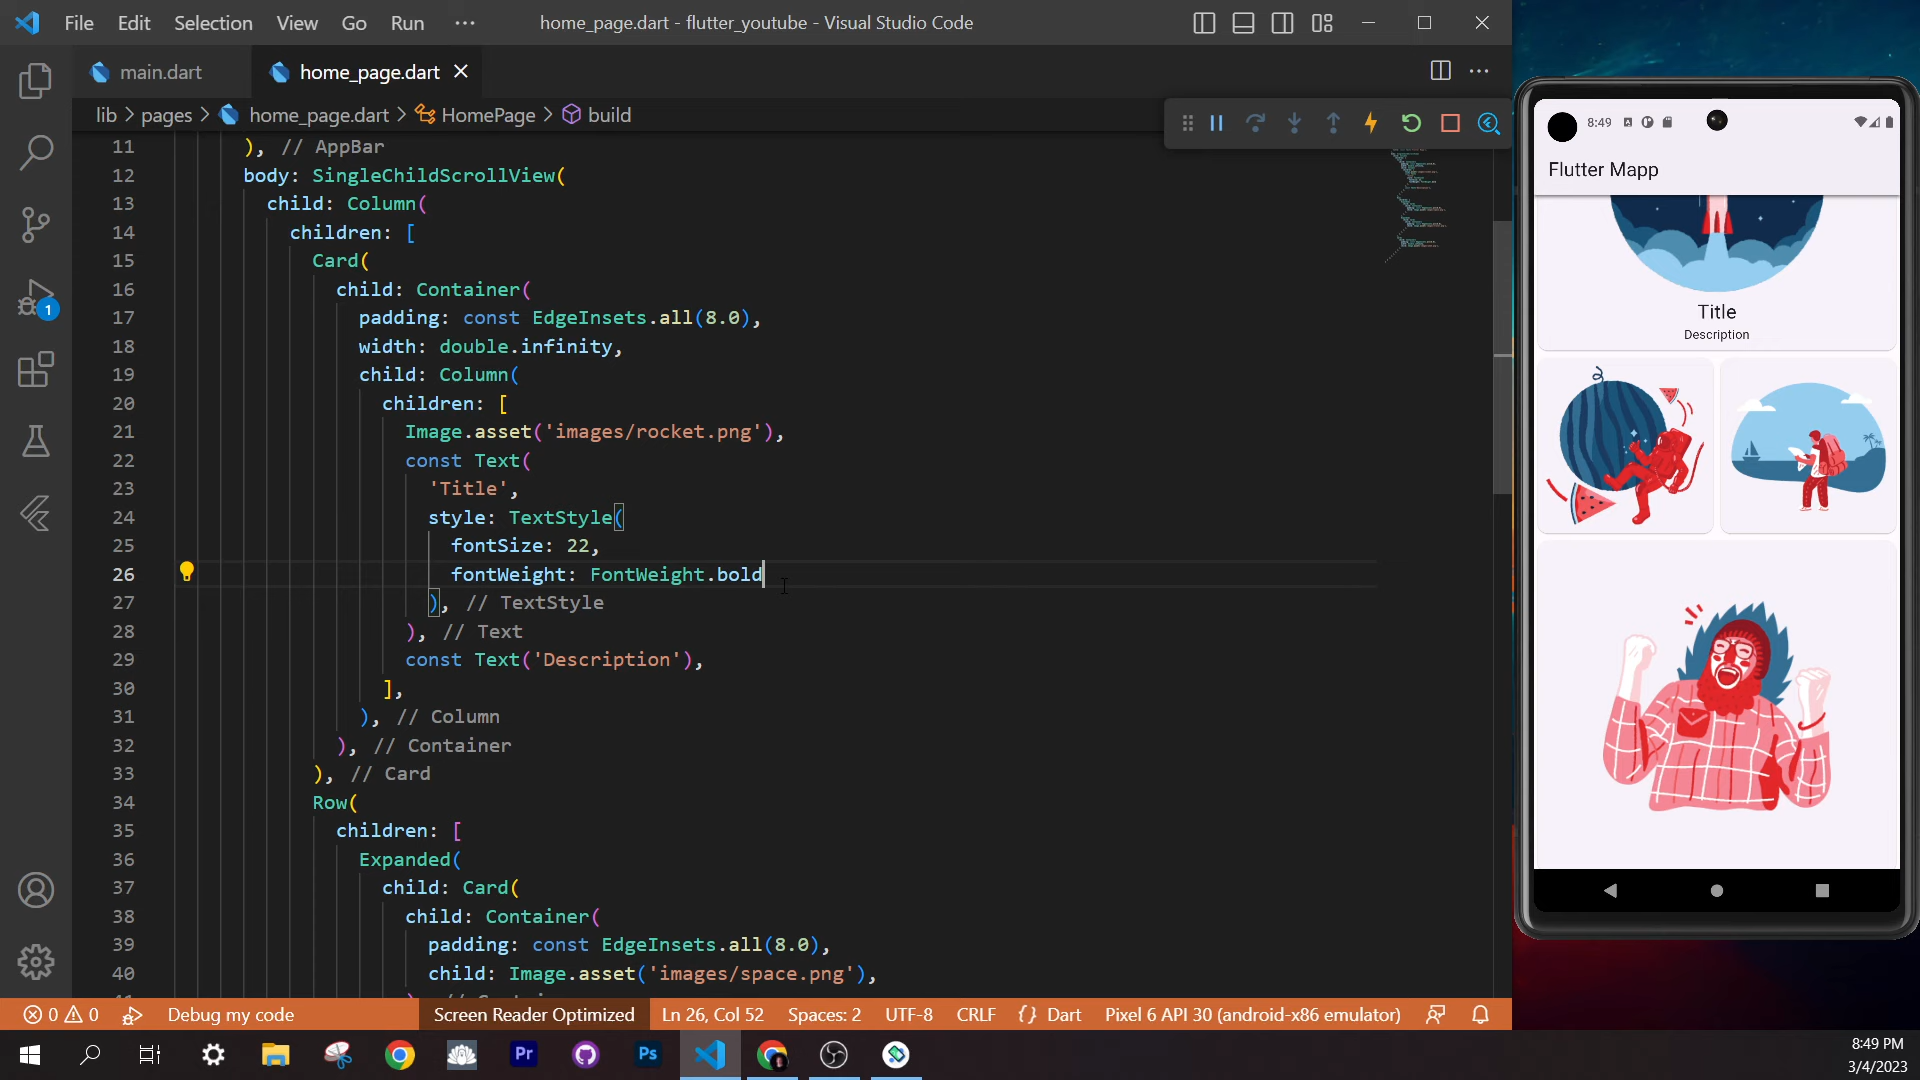 File Edit Selection View Go Run ··· home_page.dart - flutter_youtube - Visual Studio Code
main.dart home_page.dart
lib > pages > home_page.dart > HomePage > build
11 ), // AppBar
12 body: SingleChildScrollView(
13 child: Column(
14 children: [
15 Card(
16 child: Container(
17 padding: const EdgeInsets.all(8.0),
18 width: double.infinity,
19 child: Column(
20 children: [
21 Image.asset('images/rocket.png'),
22 const Text(
23 'Title',
24 style: TextStyle(
25 fontSize: 22,
26 fontWeight: FontWeight.bold
27 ), // TextStyle
28 ), // Text
29 const Text('Description'),
30 ],
31 ), // Column
32 ), // Container
33 ), // Card
34 Row(
35 children: [
36 Expanded(
37 child: Card(
38 child: Container(
39 padding: const EdgeInsets.all(8.0),
40 child: Image.asset('images/space.png'),
1
0 0 Debug my code Screen Reader Optimized Ln 26, Col 52 Spaces: 2 UTF-8 CRLF {} Dart Pixel 6 API 30 (android-x86 emulator)
Pr Ps
8:49 PM
3/4/2023
8:49
Flutter Mapp
Title
Description